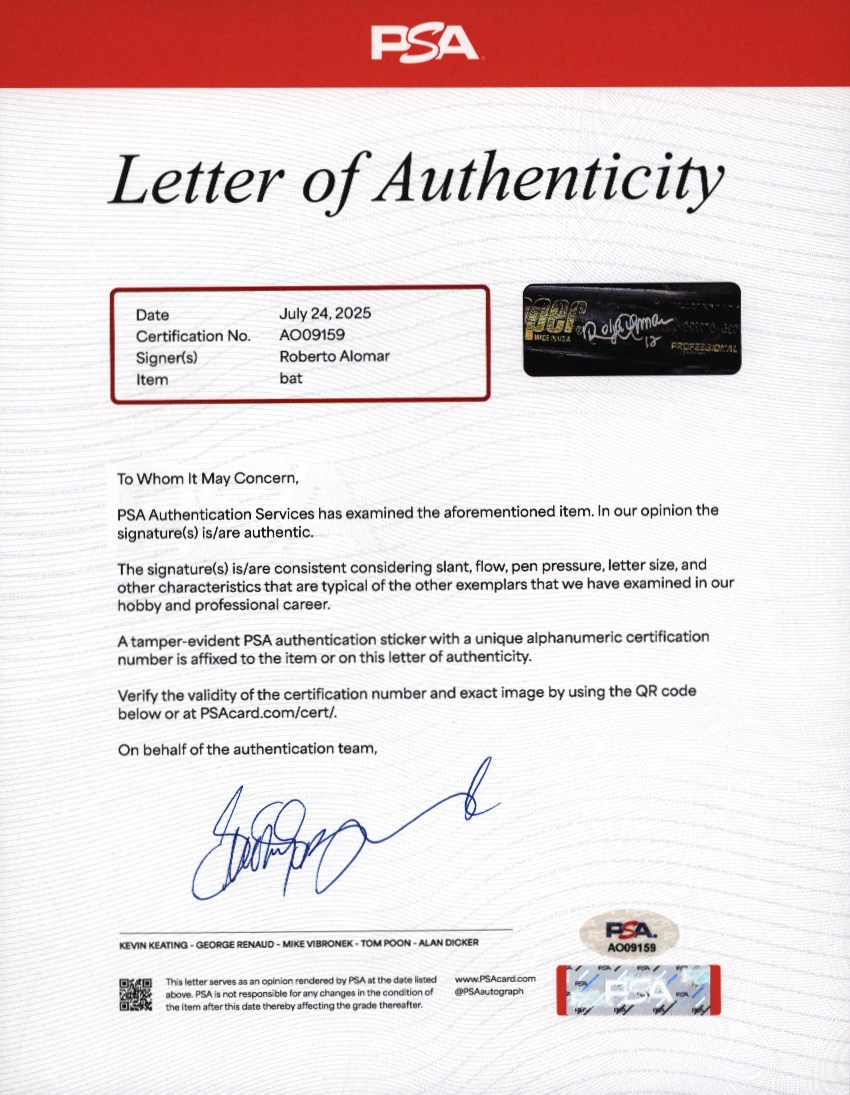 PSA
Letter of Authenticity
Date July 24, 2025
Certification No. AO09159
Signer(s) Roberto Alomar
Item bat
MADE IN U.S.A
12
PROFESSIONAL
To Whom It May Concern,
PSA Authentication Services has examined the aforementioned item. In our opinion the
signature(s) is/are authentic.
The signature(s) is/are consistent considering slant, flow, pen pressure, letter size, and
other characteristics that are typical of the other exemplars that we have examined in our
hobby and professional career.
A tamper-evident PSA authentication sticker with a unique alphanumeric certification
number is affixed to the item or on this letter of authenticity.
Verify the validity of the certification number and exact image by using the QR code
below or at PSAcard.com/cert/.
On behalf of the authentication team,
KEVIN KEATING - GEORGE RENAUD - MIKE VIBRONEK - TOM POON - ALAN DICKER
This letter serves as an opinion rendered by PSA at the date listed
above. PSA is not responsible for any changes in the condition of
the item after this date thereby affecting the grade thereafter.
www.PSAcard.com
@PSAautograph
PSA
AO09159
PSA